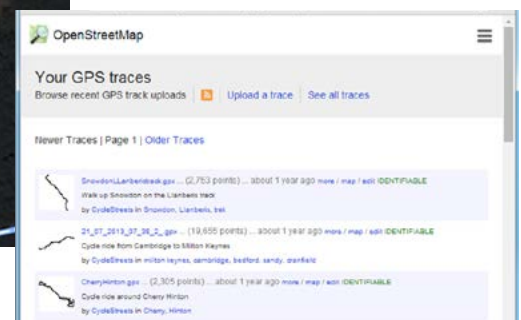 OpenStreetMap
Your GPS traces
Browse recent GPS track uploads Upload a trace See all traces
Newer Traces | Page 1 | Older Traces
SnowdonLLanberistrack.gpx ... (2,763 points) ... about 1 year ago more / map / edit IDENTIFIABLE
Walk up Snowdon on the Llanberis track
by CycleStreets in Snowdon, Llanberis, trek
21_07_2013_07_36_2_.gpx ... (19,655 points) ... about 1 year ago more / map / edit IDENTIFIABLE
Cycle ride from Cambridge to Milton Keynes
by CycleStreets in milton keynes, cambridge, bedford, sandy, cranfield
CherryHinton.gpx ... (2,305 points) ... about 1 year ago more / map / edit IDENTIFIABLE
Cycle ride around Cherry Hinton
by CycleStreets in Cherry, Hinton